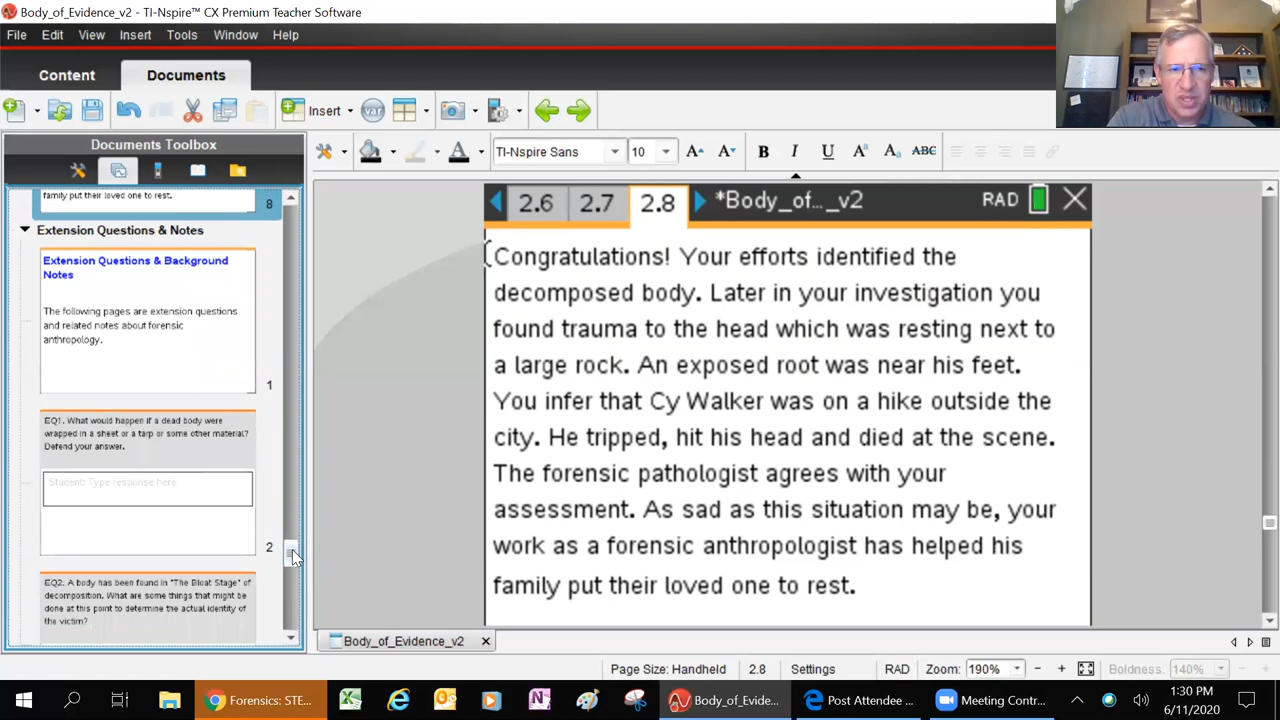 Body_of_Evidence_v2 - TI-Nspire™ CX Premium Teacher Software
File Edit View Insert Tools Window Help
Content Documents
Insert var
Documents Toolbox
TI-Nspire Sans 10 A A B I U A A ABC
family put their loved one to rest.
8
Extension Questions & Notes
Extension Questions & Background
Notes
The following pages are extension questions
and related notes about forensic
anthropology.
1
EQ1. What would happen if a dead body were
wrapped in a sheet or a tarp or some other material?
Defend your answer.
Student: Type response here.
2
EQ2. A body has been found in "The Bloat Stage" of
decomposition. What are some things that might be
done at this point to determine the actual identity of
the victim?
2.6 2.7 2.8 *Body_of..._v2 RAD
Congratulations! Your efforts identified the
decomposed body. Later in your investigation you
found trauma to the head which was resting next to
a large rock. An exposed root was near his feet.
You infer that Cy Walker was on a hike outside the
city. He tripped, hit his head and died at the scene.
The forensic pathologist agrees with your
assessment. As sad as this situation may be, your
work as a forensic anthropologist has helped his
family put their loved one to rest.
Body_of_Evidence_v2
Page Size: Handheld 2.8 Settings RAD Zoom: 190% Boldness: 140%
Forensics: STE... Body_of_Evide... Post Attendee ... Meeting Contr...
1:30 PM
6/11/2020